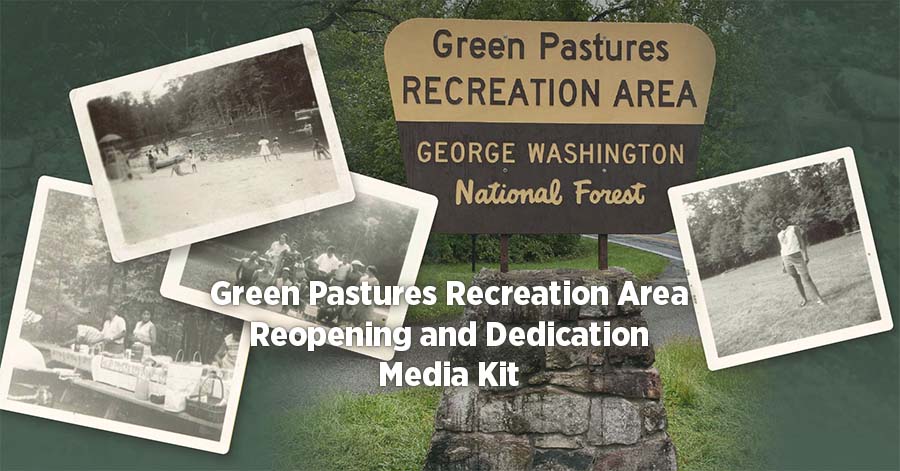 Green Pastures
RECREATION AREA
GEORGE WASHINGTON
National Forest
Green Pastures Recreation Area
Reopening and Dedication
Media Kit